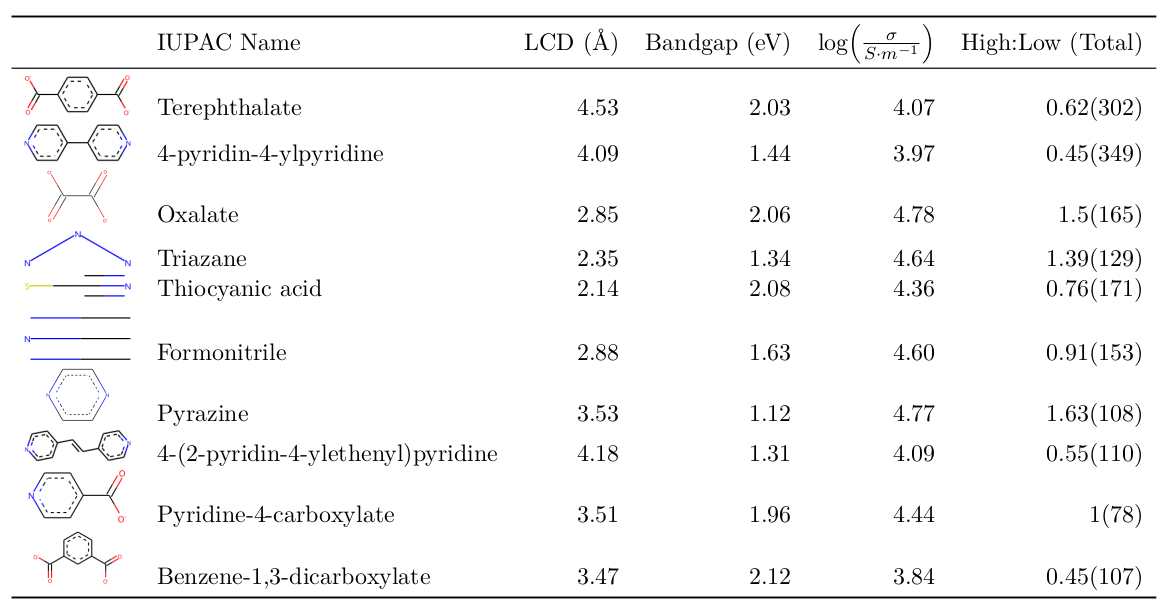 IUPAC Name LCD (Å) Bandgap (eV) log(σ/S·m⁻¹) High:Low (Total)
O⁻ O O O⁻
Terephthalate 4.53 2.03 4.07 0.62(302)
N N
4-pyridin-4-ylpyridine 4.09 1.44 3.97 0.45(349)
O⁻ O O O⁻
Oxalate 2.85 2.06 4.78 1.5(165)
N N N
Triazane 2.35 1.34 4.64 1.39(129)
S N
Thiocyanic acid 2.14 2.08 4.36 0.76(171)
N
Formonitrile 2.88 1.63 4.60 0.91(153)
N N
Pyrazine 3.53 1.12 4.77 1.63(108)
N N
4-(2-pyridin-4-ylethenyl)pyridine 4.18 1.31 4.09 0.55(110)
N O O⁻
Pyridine-4-carboxylate 3.51 1.96 4.44 1(78)
O⁻ O O O⁻
Benzene-1,3-dicarboxylate 3.47 2.12 3.84 0.45(107)